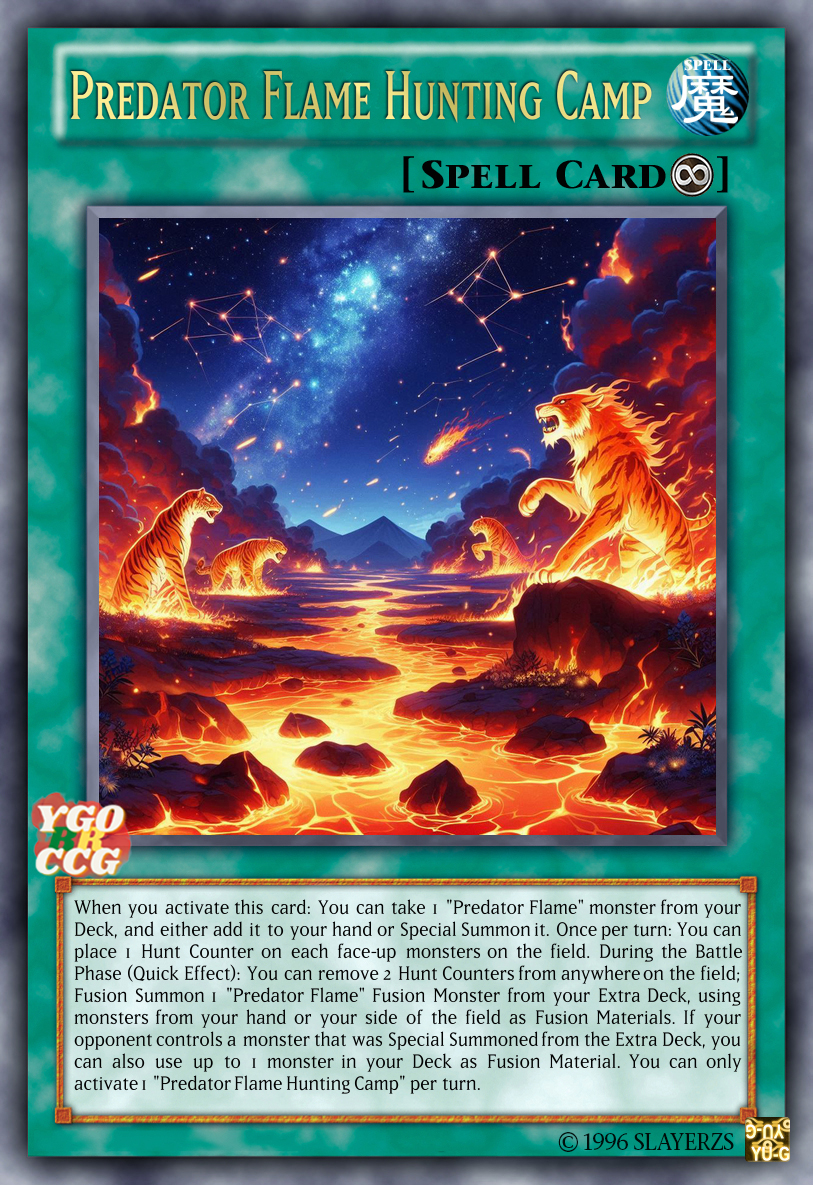 PREDATOR FLAME HUNTING CAMP
SPELL
魔
[SPELL CARD∞]
YGO
BR
CCG
When you activate this card: You can take 1 "Predator Flame" monster from your
Deck, and either add it to your hand or Special Summon it. Once per turn: You can
place 1 Hunt Counter on each face-up monsters on the field. During the Battle
Phase (Quick Effect): You can remove 2 Hunt Counters from anywhere on the field;
Fusion Summon 1 "Predator Flame" Fusion Monster from your Extra Deck, using
monsters from your hand or your side of the field as Fusion Materials. If your
opponent controls a monster that was Special Summoned from the Extra Deck, you
can also use up to 1 monster in your Deck as Fusion Material. You can only
activate 1 "Predator Flame Hunting Camp" per turn.
© 1996 SLAYERZS